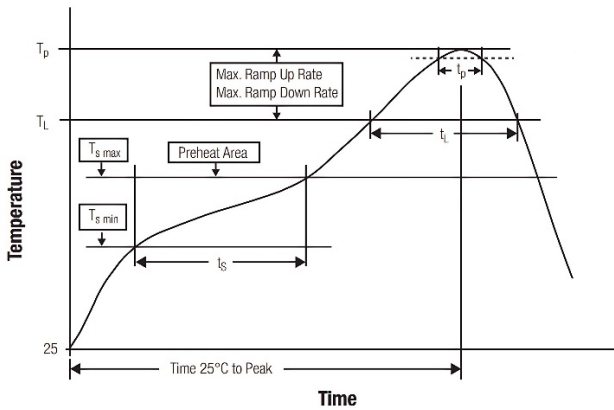 Tp
Max. Ramp Up Rate
Max. Ramp Down Rate
tp
TL
tL
Ts max
Preheat Area
Ts min
tS
Temperature
25
Time 25°C to Peak
Time